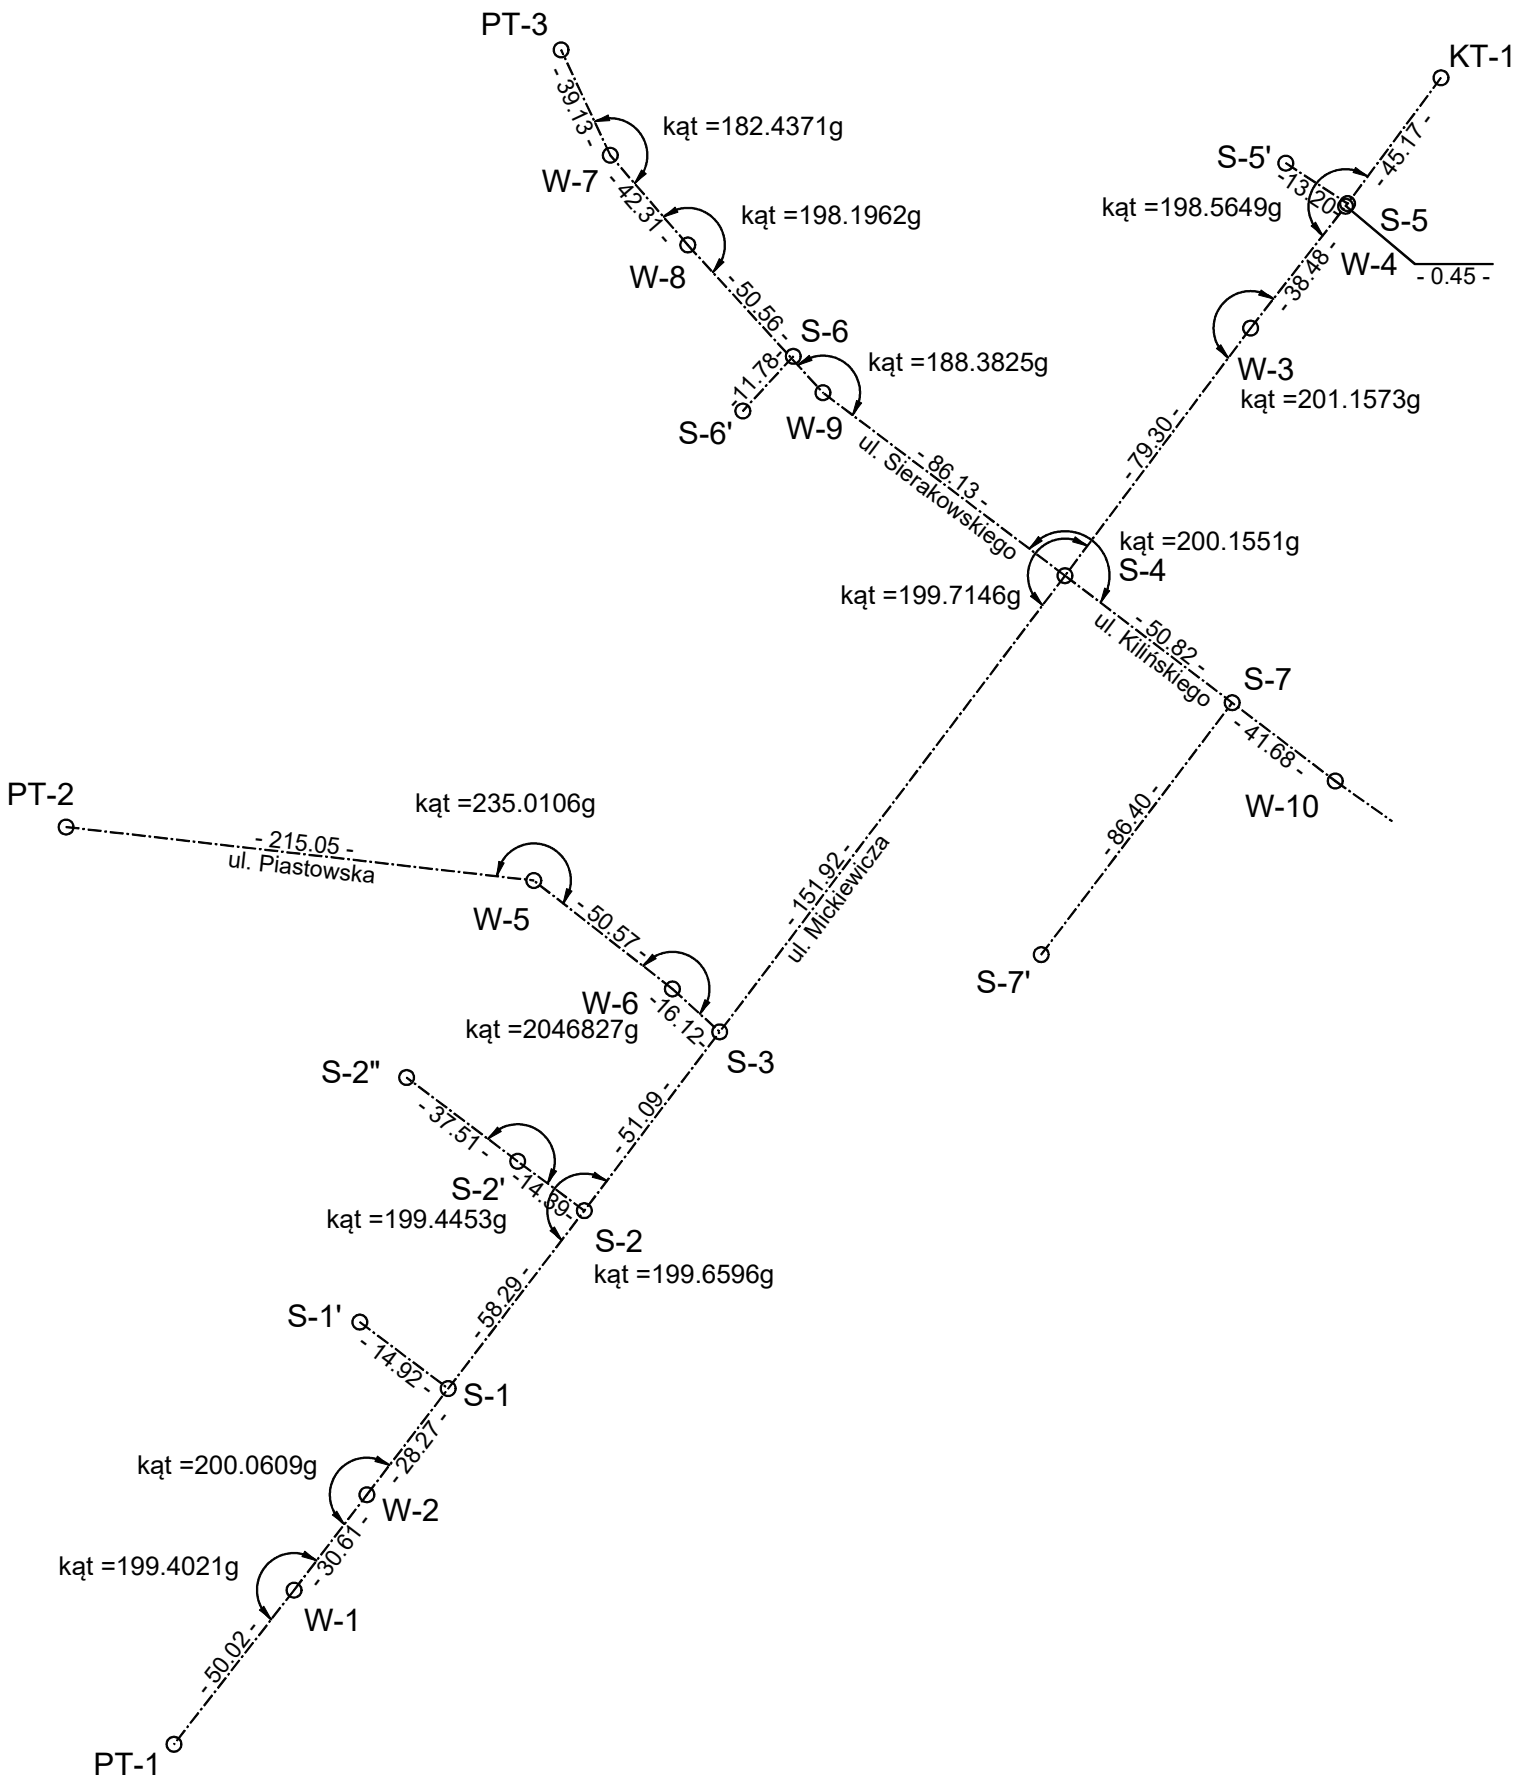 PT-3
KT-1
- 39.13 -
kąt =182.4371g
- 45.17 -
S-5'
W-7
-13.20-
- 42.31 -
kąt =198.1962g
kąt =198.5649g
S-5
W-8
W-4
- 0.45 -
- 38.48 -
- 50.56 -
S-6
kąt =188.3825g
W-3
kąt =201.1573g
-11.78-
S-6'
W-9
- 79.30 -
- 86.13 -
ul. Sierakowskiego
kąt =200.1551g
S-4
kąt =199.7146g
- 50.82 -
ul. Kilińskiego
S-7
- 41.68 -
W-10
PT-2
kąt =235.0106g
- 215.05 -
ul. Piastowska
- 86.40 -
W-5
- 151.92 -
ul. Mickiewicza
- 50.57 -
S-7'
W-6
-16.12-
kąt =2046827g
S-3
S-2"
- 37.51 -
- 51.09 -
S-2'
-14.39-
kąt =199.4453g
S-2
kąt =199.6596g
- 58.29 -
S-1'
- 14.92 -
S-1
- 28.27 -
kąt =200.0609g
W-2
- 30.61 -
kąt =199.4021g
W-1
- 50.02 -
PT-1